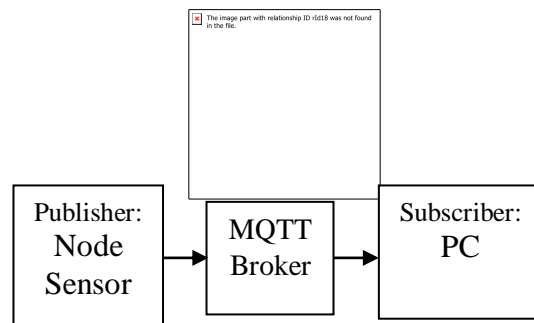 The image part with relationship ID rId18 was not found
in the file.
Publisher:
Node
Sensor
MQTT
Broker
Subscriber:
PC